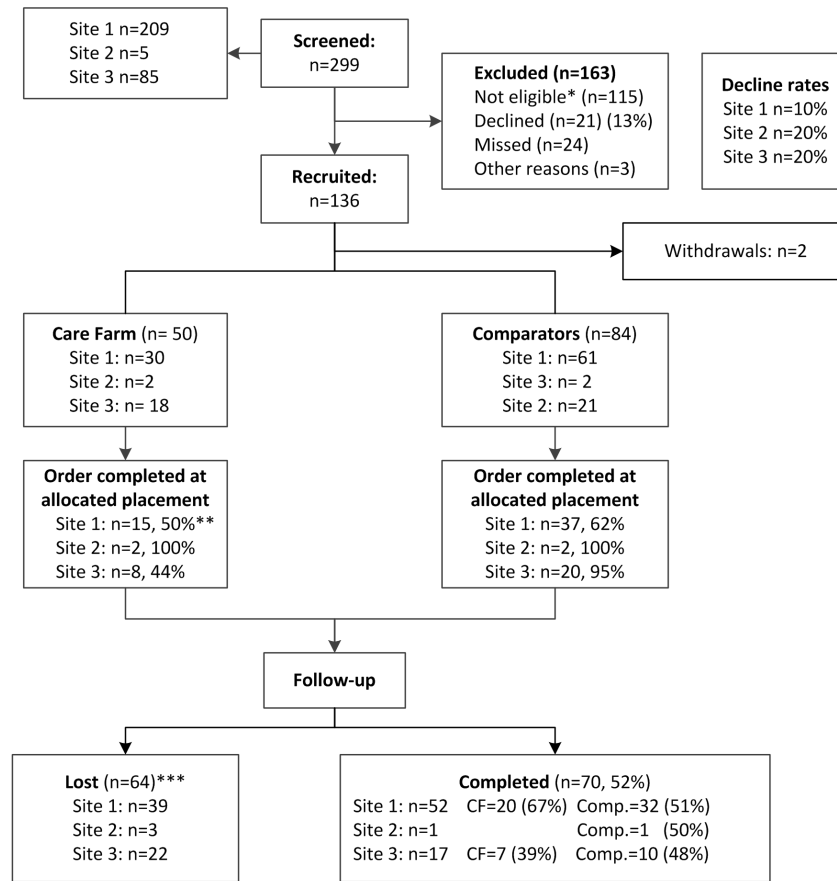 Site 1 n=209
Site 2 n=5
Site 3 n=85
Screened:
n=299
Excluded (n=163)
Not eligible* (n=115)
Declined (n=21) (13%)
Missed (n=24)
Other reasons (n=3)
Decline rates
Site 1 n=10%
Site 2 n=20%
Site 3 n=20%
Recruited:
n=136
Withdrawals: n=2
Care Farm (n= 50)
Site 1: n=30
Site 2: n=2
Site 3: n= 18
Comparators (n=84)
Site 1: n=61
Site 3: n= 2
Site 2: n=21
Order completed at
allocated placement
Site 1: n=15, 50%**
Site 2: n=2, 100%
Site 3: n=8, 44%
Order completed at
allocated placement
Site 1: n=37, 62%
Site 2: n=2, 100%
Site 3: n=20, 95%
Follow-up
Lost (n=64)***
Site 1: n=39
Site 2: n=3
Site 3: n=22
Completed (n=70, 52%)
Site 1: n=52 CF=20 (67%) Comp.=32 (51%)
Site 2: n=1 Comp.=1 (50%)
Site 3: n=17 CF=7 (39%) Comp.=10 (48%)